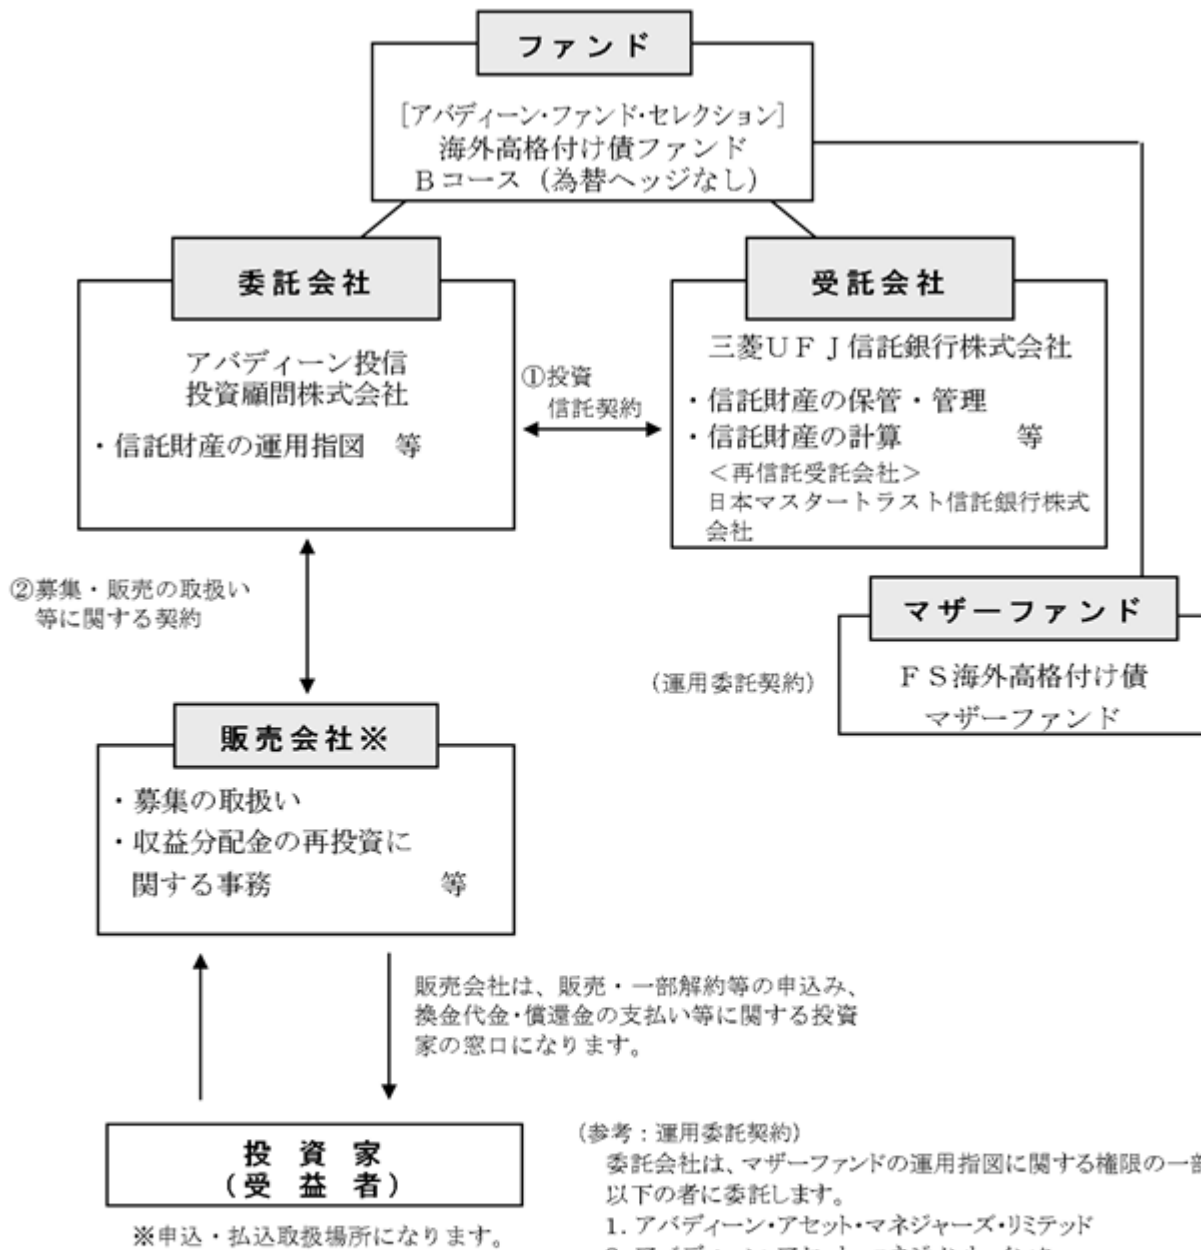 ファンド
[アバディーン・ファンド・セレクション]
海外高格付け債ファンド
Bコース（為替ヘッジなし）
委託会社
アバディーン投信
投資顧問株式会社
・信託財産の運用指図　等
①投資
信託契約
受託会社
三菱ＵＦＪ信託銀行株式会社
・信託財産の保管・管理
・信託財産の計算　　　　等
＜再信託受託会社＞
日本マスタートラスト信託銀行株式
会社
②募集・販売の取扱い
等に関する契約
マザーファンド
（運用委託契約）
ＦＳ海外高格付け債
マザーファンド
販売会社※
・募集の取扱い
・収益分配金の再投資に
関する事務　　　　　　等
販売会社は、販売・一部解約等の申込み、
換金代金・償還金の支払い等に関する投資
家の窓口になります。
投　資　家
（受　益　者）
※申込・払込取扱場所になります。
（参考：運用委託契約）
委託会社は、マザーファンドの運用指図に関する権限の一部
以下の者に委託します。
1. アバディーン・アセット・マネジャーズ・リミテッド